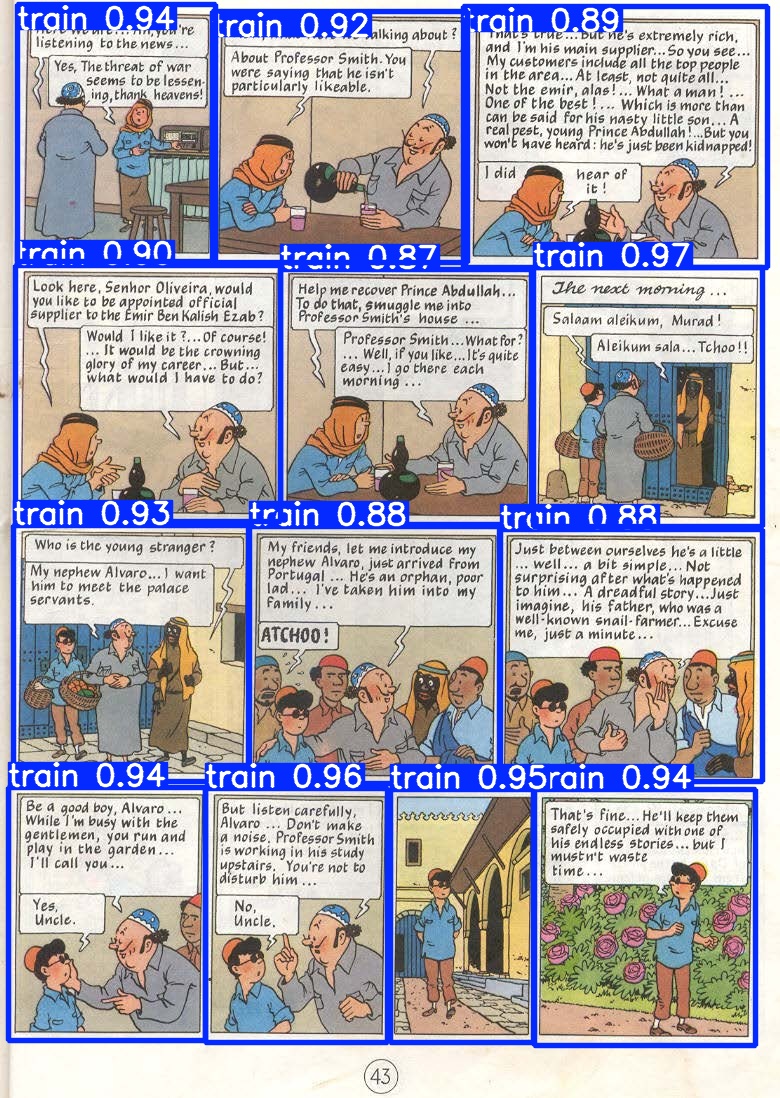 train 0.94
listening to the news...
Yes, The threat of war
seems to be lessen-
ing, thank heavens!
train 0.92
talking about ?
About Professor Smith. You
were saying that he isn't
particularly likeable.
train 0.89
That's true... but he's extremely rich,
and I'm his main supplier... So you see...
My customers include all the top people
in the area... At least, not quite all...
Not the emir, alas!... What a man! ...
One of the best!... Which is more than
can be said for his nasty little son... A
real pest, young Prince Abdullah!...But you
won't have heard: he's just been kidnapped!
I did hear of
it!
train 0.90
Look here, Senhor Oliveira, would
you like to be appointed official
supplier to the Emir Ben Kalish Ezab?
Would I like it?...Of course!
... It would be the crowning
glory of my career... But...
what would I have to do?
train 0.87
Help me recover Prince Abdullah...
To do that, smuggle me into
Professor Smith's house ...
Professor Smith... What for?
... Well, if you like... It's quite
easy... I go there each
morning ...
train 0.97
The next morning ...
Salaam aleikum, Murad!
Aleikum sala...Tchoo!!
train 0.93
Who is the young stranger?
My nephew Alvaro... I want
him to meet the palace
servants.
train 0.88
My friends, let me introduce my
nephew Alvaro, just arrived from
Portugal ... He's an orphan, poor
lad... I've taken him into my
family...
ATCHOO!
train 0.88
Just between ourselves he's a little
... well... a bit simple... Not
surprising after what's happened
to him... A dreadful story...Just
imagine, his father, who was a
well-known snail-farmer... Excuse
me, just a minute...
train 0.94
Be a good boy, Alvaro ...
While I'm busy with the
gentlemen, you run and
play in the garden...
I'll call you...
Yes,
Uncle.
train 0.96
But listen carefully,
Alvaro ... Don't make
a noise. Professor Smith
is working in his study
upstairs. You're not to
disturb him ...
No,
Uncle.
train 0.95
train 0.94
That's fine... He'll keep them
safely occupied with one of
his endless stories... but I
mustn't waste
time...
43